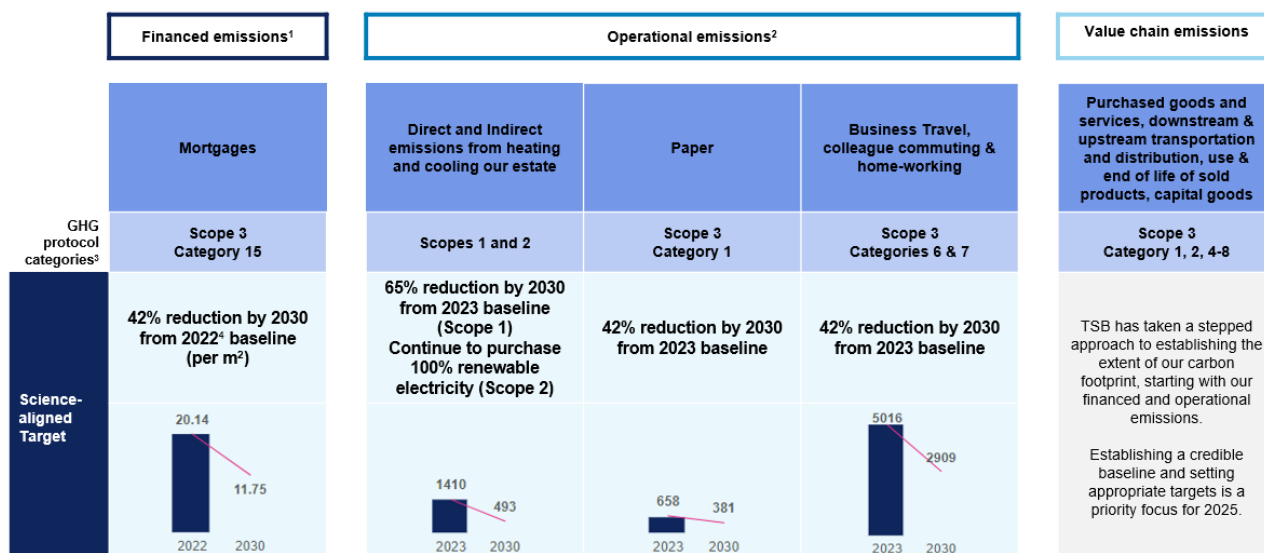 Financed emissions¹
Operational emissions²
Value chain emissions
Mortgages
Direct and Indirect
emissions from heating
and cooling our estate
Paper
Business Travel,
colleague commuting &
home-working
Purchased goods and
services, downstream &
upstream transportation
and distribution, use &
end of life of sold
products, capital goods
GHG
protocol
categories³
Scope 3
Category 15
Scopes 1 and 2
Scope 3
Category 1
Scope 3
Categories 6 & 7
Scope 3
Category 1, 2, 4-8
Science-
aligned
Target
42% reduction by 2030
from 2022⁴ baseline
(per m²)
65% reduction by 2030
from 2023 baseline
(Scope 1)
Continue to purchase
100% renewable
electricity (Scope 2)
42% reduction by 2030
from 2023 baseline
42% reduction by 2030
from 2023 baseline
TSB has taken a stepped
approach to establishing the
extent of our carbon
footprint, starting with our
financed and operational
emissions.
Establishing a credible
baseline and setting
appropriate targets is a
priority focus for 2025.
20.14
11.75
2022 2030
1410
493
2023 2030
658
381
2023 2030
5016
2909
2023 2030